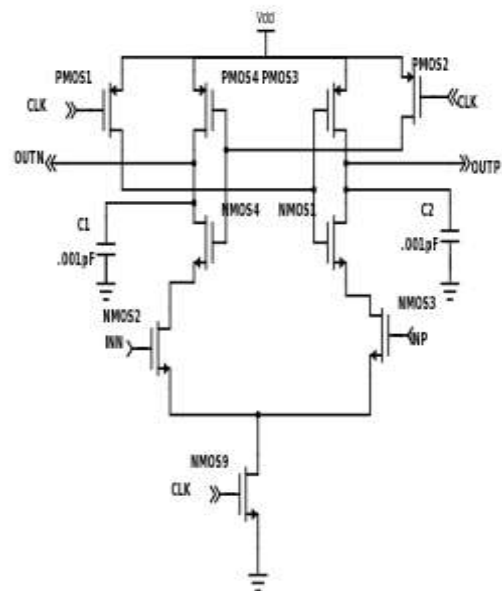 Vdd
PMOS1
PMOS4 PMOS3
PMOS2
CLK
CLK
OUTN
OUTP
C1
.001pF
NMOS4
NMOS1
C2
.001pF
NMOS2
NMOS3
INN
INP
NMOS9
CLK